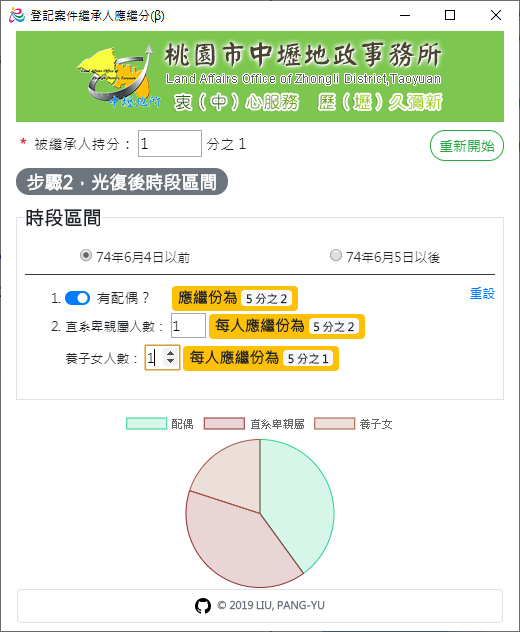 登記案件繼承人應繼分(β)
桃園市中壢地政事務所
Land Affairs Office of Zhongli District,Taoyuan
衷（中）心服務 歷（壢）久彌新
中壢地所
* 被繼承人持分： 1 分之 1
重新開始
步驟2，光復後時段區間
時段區間
74年6月4日以前 74年6月5日以後
1. 有配偶？ 應繼份為 5 分之 2
重設
2. 直系卑親屬人數： 1 每人應繼份為 5 分之 2
養子女人數： 1 每人應繼份為 5 分之 1
配偶 直系卑親屬 養子女
© 2019 LIU, PANG-YU